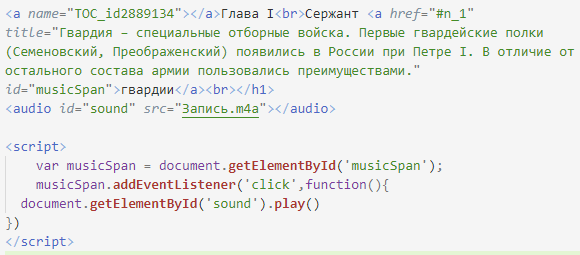 <a name="TOC_id2889134"></a>Глава I<br>Сержант <a href="#n_1"
title="Гвардия – специальные отборные войска. Первые гвардейские полки
(Семеновский, Преображенский) появились в России при Петре I. В отличие от
остального состава армии пользовались преимуществами."
id="musicSpan">гвардии</a><br></h1>
<audio id="sound" src="Запись.m4a"></audio>
<script>
var musicSpan = document.getElementById('musicSpan');
musicSpan.addEventListener('click',function(){
document.getElementById('sound').play()
})
</script>